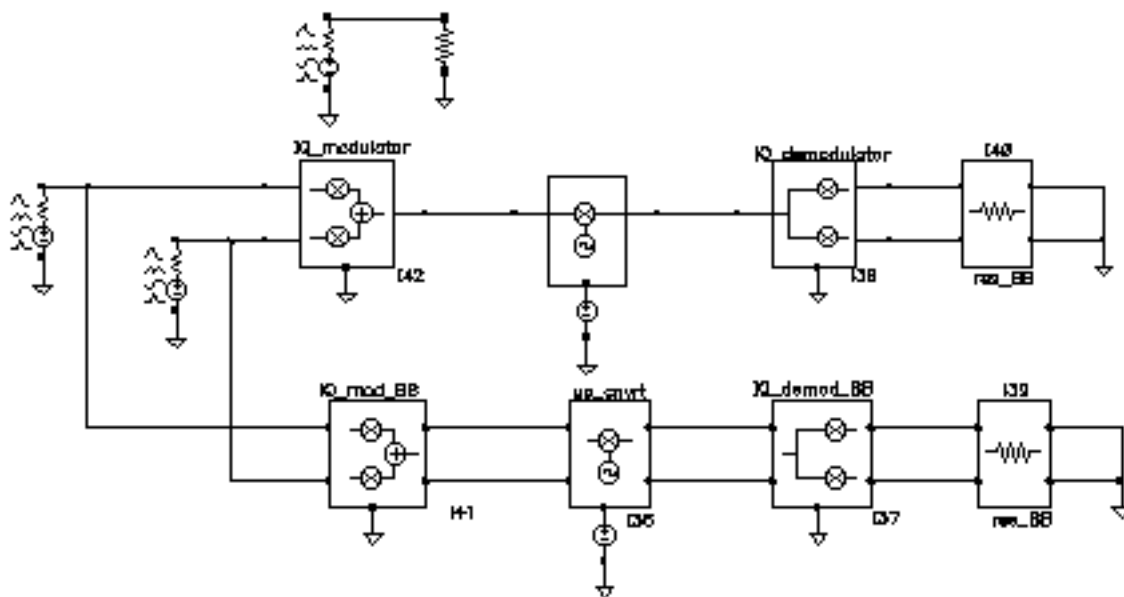 IQ_modulator
IQ_demodulator
I40
I42
I38
res_BB
IQ_mod_BB
up_cnvrt
IQ_demod_BB
I39
I41
I36
I37
res_BB